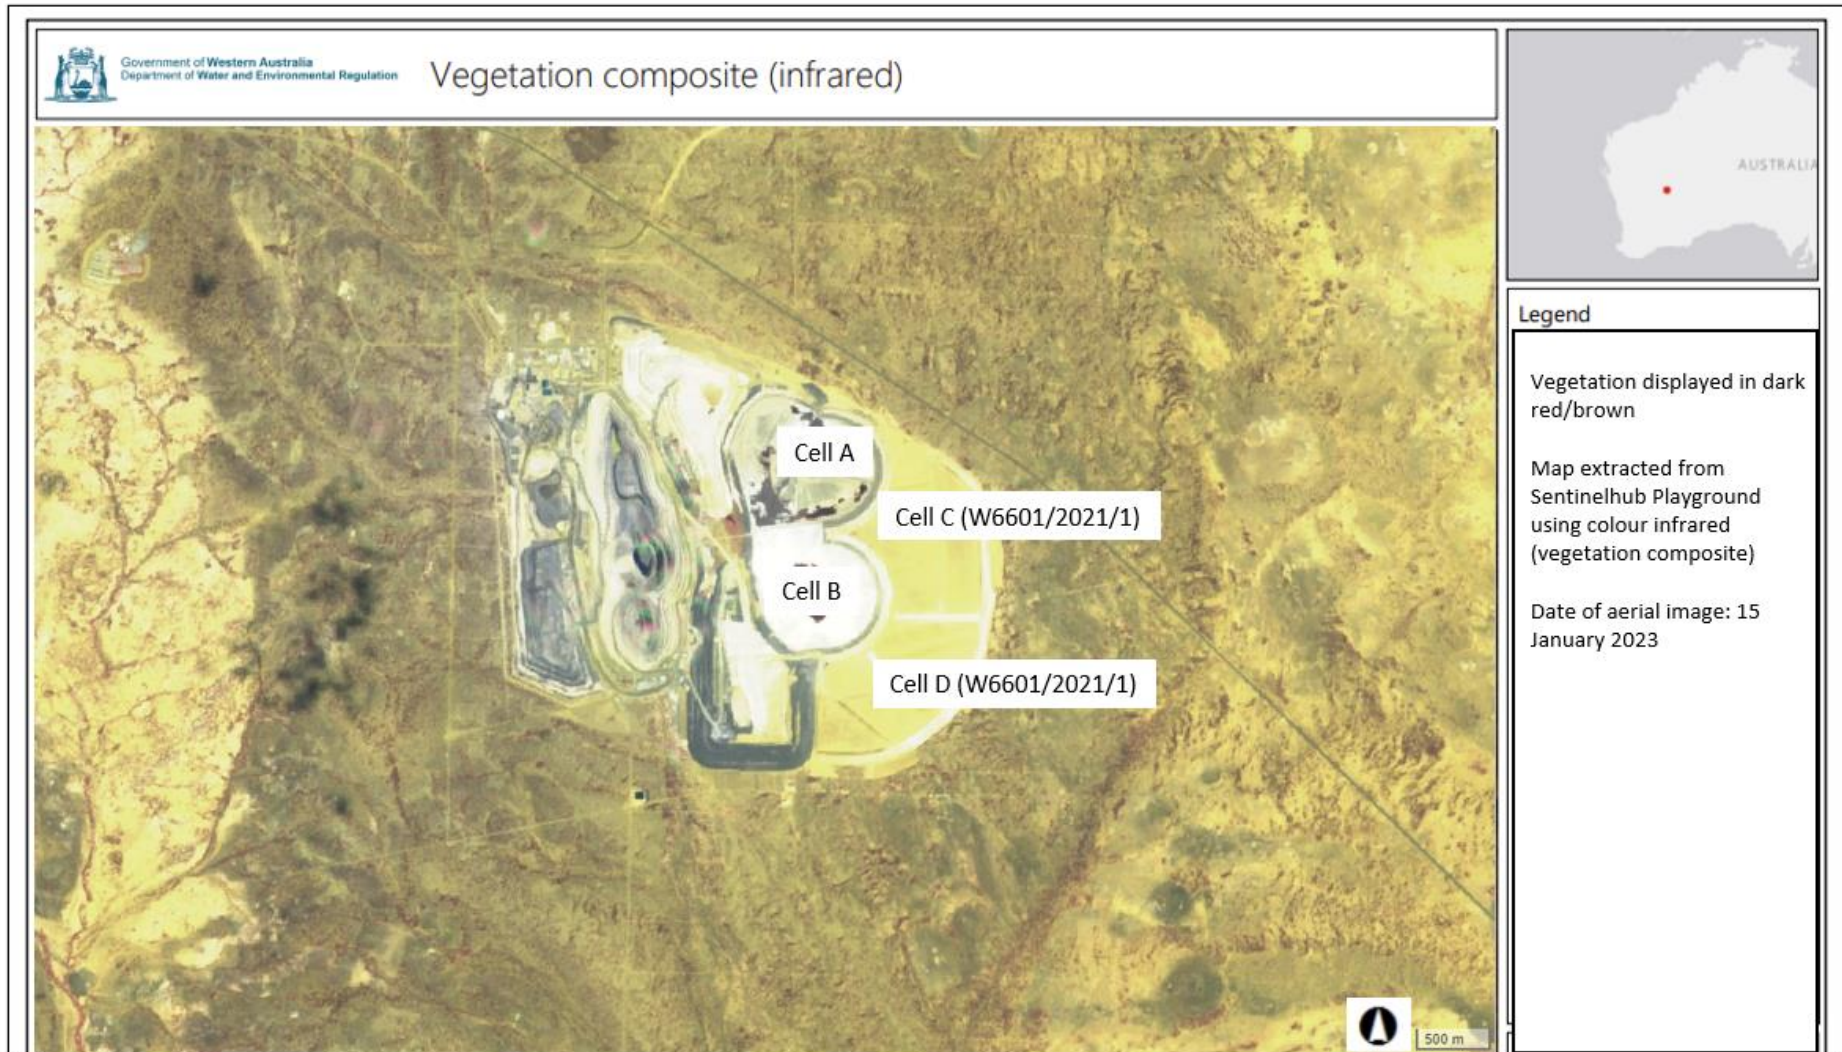 Government of Western Australia
Department of Water and Environmental Regulation
Vegetation composite (infrared)
AUSTRALIA
Legend
Vegetation displayed in dark
red/brown
Map extracted from
Sentinelhub Playground
using colour infrared
(vegetation composite)
Date of aerial image: 15
January 2023
Cell A
Cell C (W6601/2021/1)
Cell B
Cell D (W6601/2021/1)
500 m